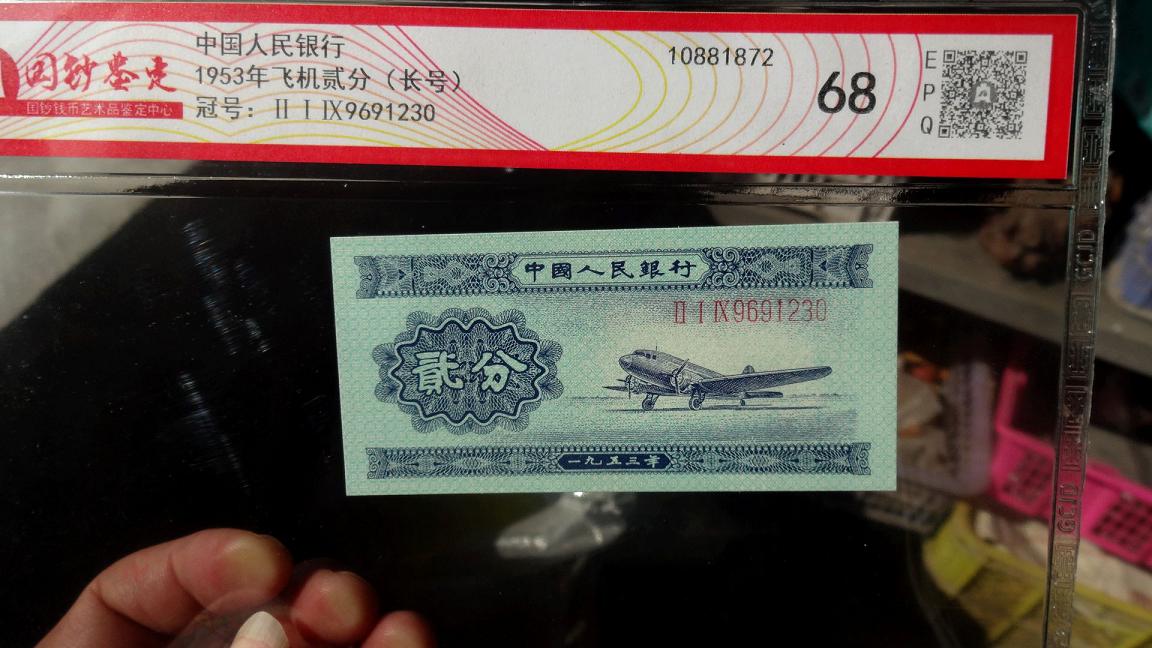 国钞鉴定
国钞钱币艺术品鉴定中心
中国人民银行
1953年飞机贰分（长号）
冠号：ⅡⅠⅨ9691230
10881872
68
E
P
Q
中國人民銀行
ⅡⅠⅨ9691230
貳分
一九五三年